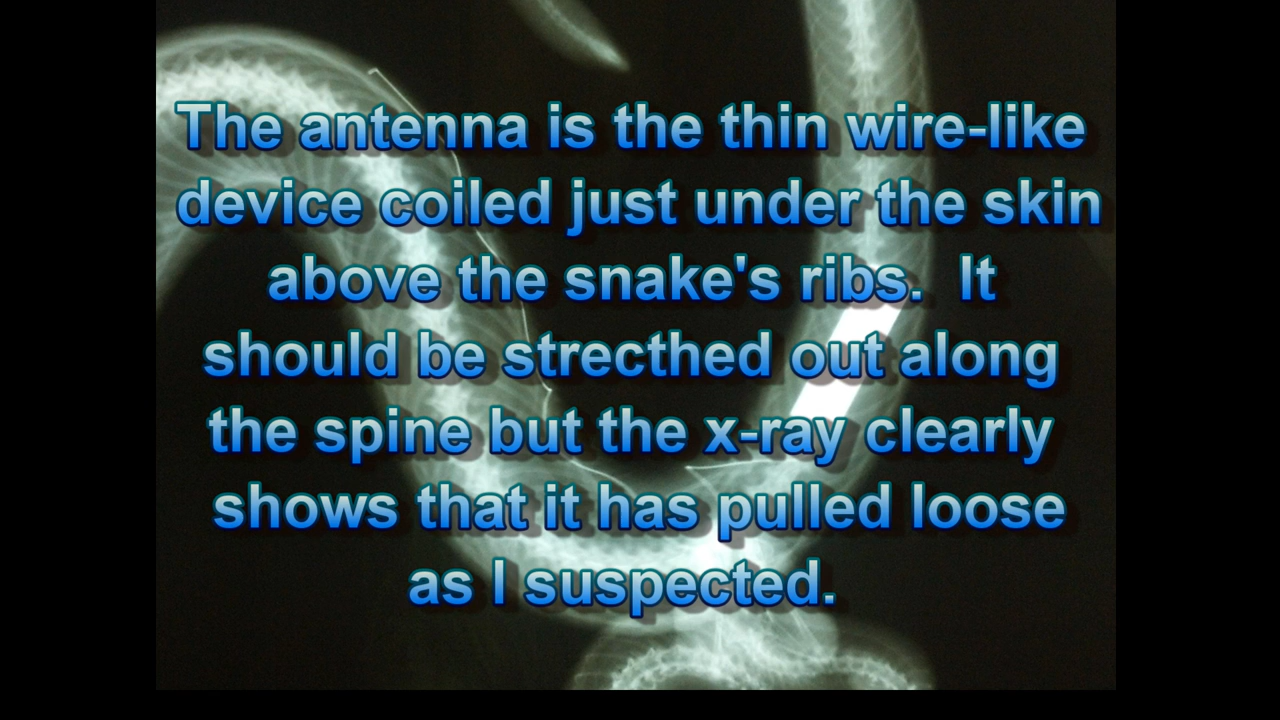 The antenna is the thin wire-like
device coiled just under the skin
above the snake's ribs.  It
should be strecthed out along
the spine but the x-ray clearly
shows that it has pulled loose
as I suspected.